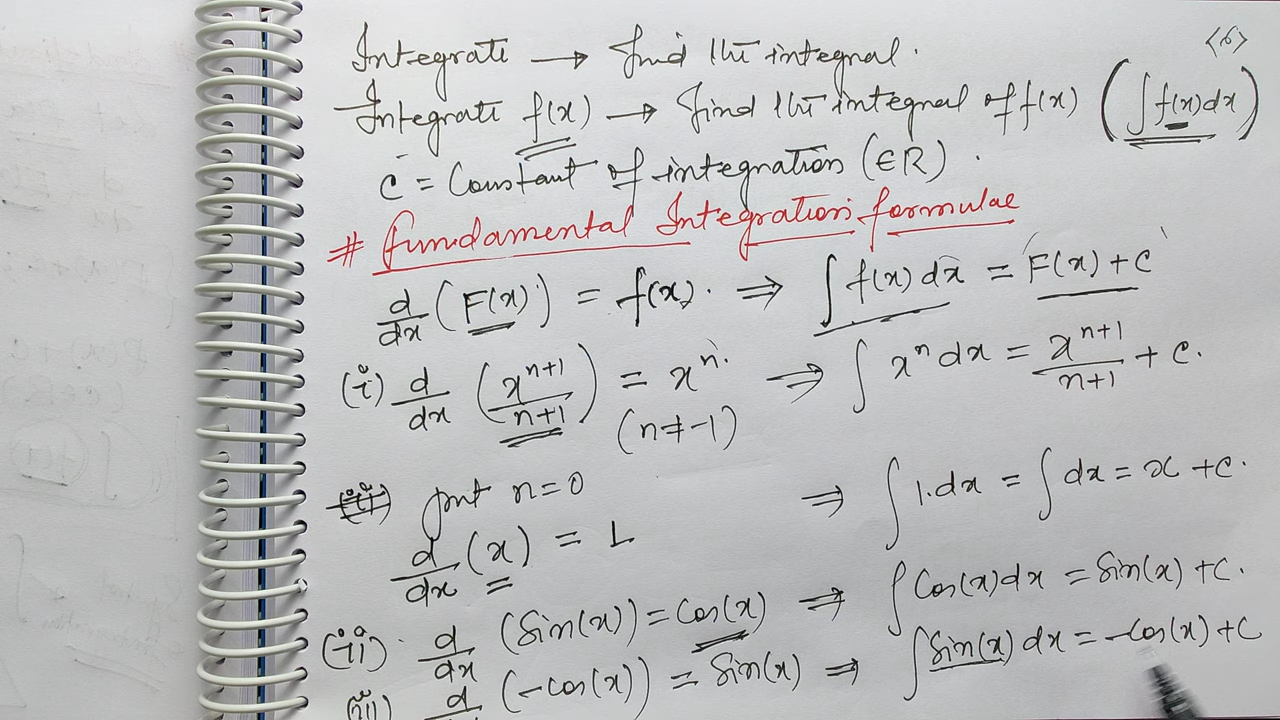 <r>
Integrate → find the integral.
Integrate f(x) → find the integral of f(x) (∫ f(x) dx)
c = Constant of integration (∈R).
# Fundamental Integration formulae
d/dx (F(x)) = f(x). ⇒ ∫ f(x) dx = F(x) + c
(i) d/dx (x^{n+1}/n+1) = x^n. ⇒ ∫ x^n dx = x^{n+1}/n+1 + c.
(n≠-1)
(iii) put n=0 ⇒ ∫ 1.dx = ∫ dx = x + c.
d/dx (x) = 1
(ii) d/dx (Sin(x)) = Cos(x) ⇒ ∫ Cos(x) dx = Sin(x) + c.
(iii) d/dx (-cos(x)) = Sin(x) ⇒ ∫ Sin(x) dx = -cos(x) + c